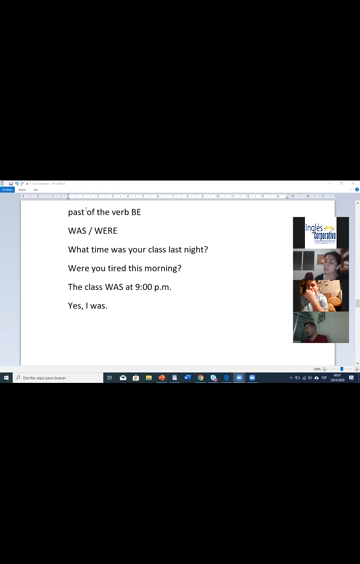 past of the verb BE
WAS / WERE
What time was your class last night?
Were you tired this morning?
The class WAS at 9:00 p.m.
Yes, I was.
Inglés
Corporativo
Escribe aquí para buscar